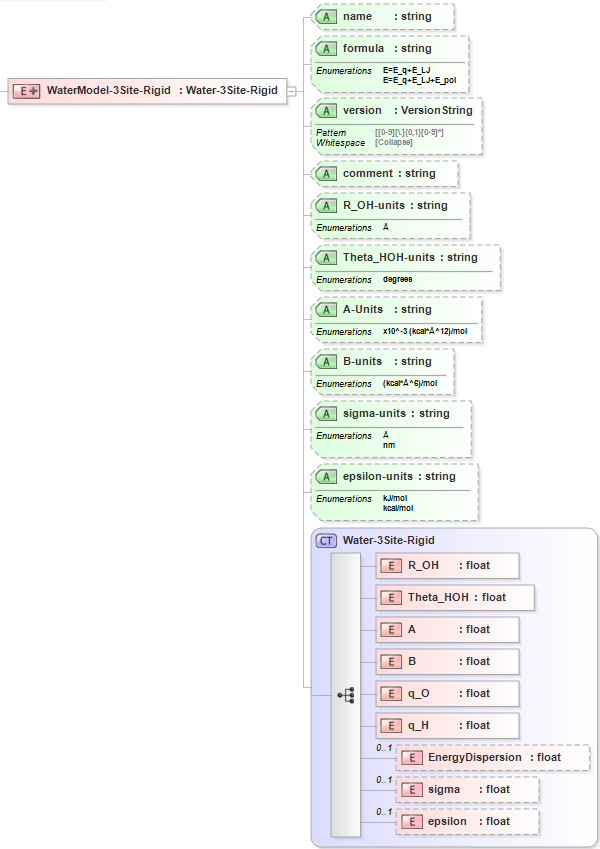 A name : string
A formula : string
Enumerations E=E_q+E_LJ
E=E_q+E_LJ+E_pol
E WaterModel-3Site-Rigid : Water-3Site-Rigid
A version : VersionString
Pattern [[0-9][\.]{0,1}[0-9]*]
Whitespace [Collapse]
A comment : string
A R_OH-units : string
Enumerations Å
A Theta_HOH-units : string
Enumerations degrees
A A-Units : string
Enumerations x10^-3 (kcal*Å^12)/mol
A B-units : string
Enumerations (kcal*Å^6)/mol
A sigma-units : string
Enumerations Å
nm
A epsilon-units : string
Enumerations kJ/mol
kcal/mol
CT Water-3Site-Rigid
E R_OH : float
E Theta_HOH : float
E A : float
E B : float
E q_O : float
E q_H : float
0..1
E EnergyDispersion : float
0..1
E sigma : float
0..1
E epsilon : float